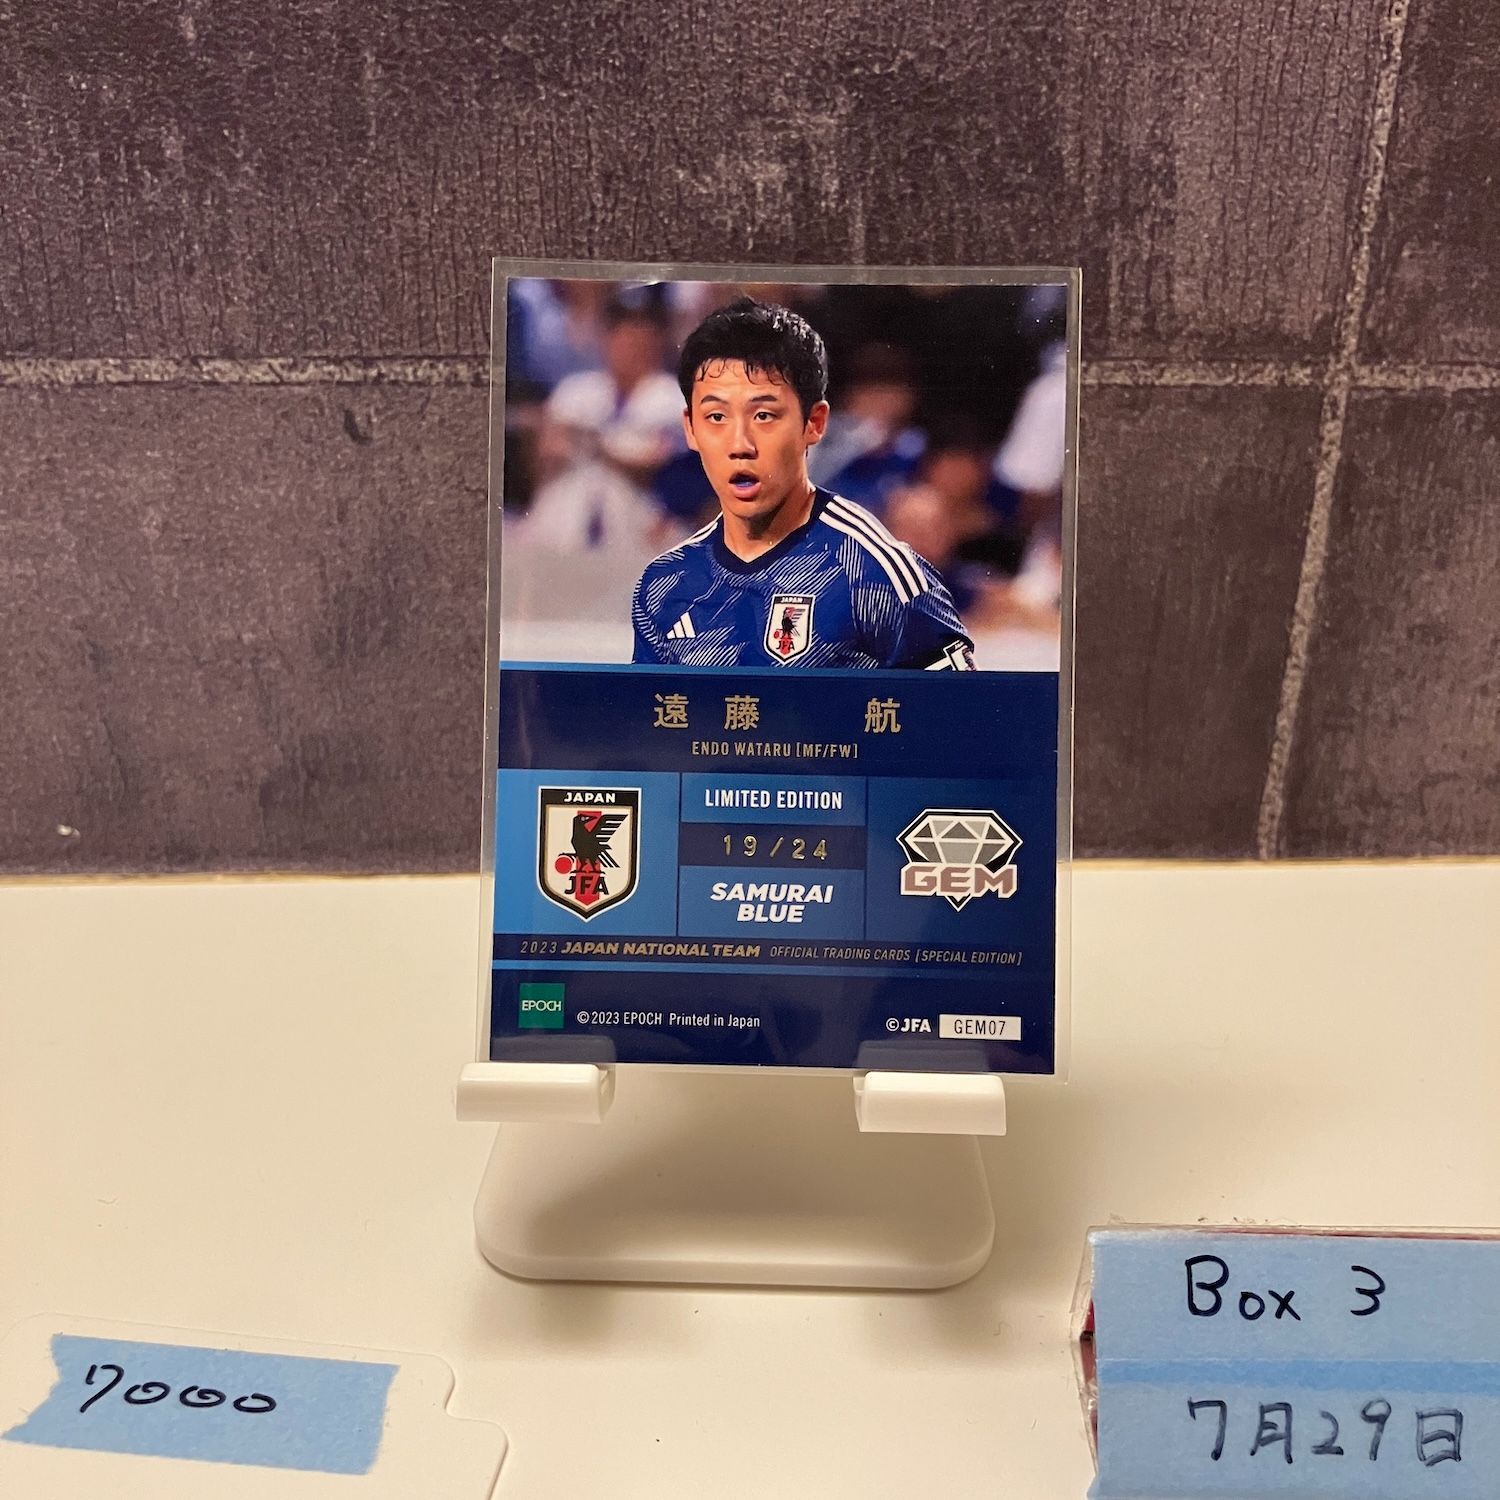 JAPAN
JFA
遠藤 航
ENDO WATARU [MF/FW]
JAPAN
JFA
LIMITED EDITION
19/24
SAMURAI
BLUE
GEM
2023 JAPAN NATIONAL TEAM OFFICIAL TRADING CARDS [SPECIAL EDITION]
EPOCH
©2023 EPOCH Printed in Japan
©JFA
GEM07
7000
Box 3
7月29日